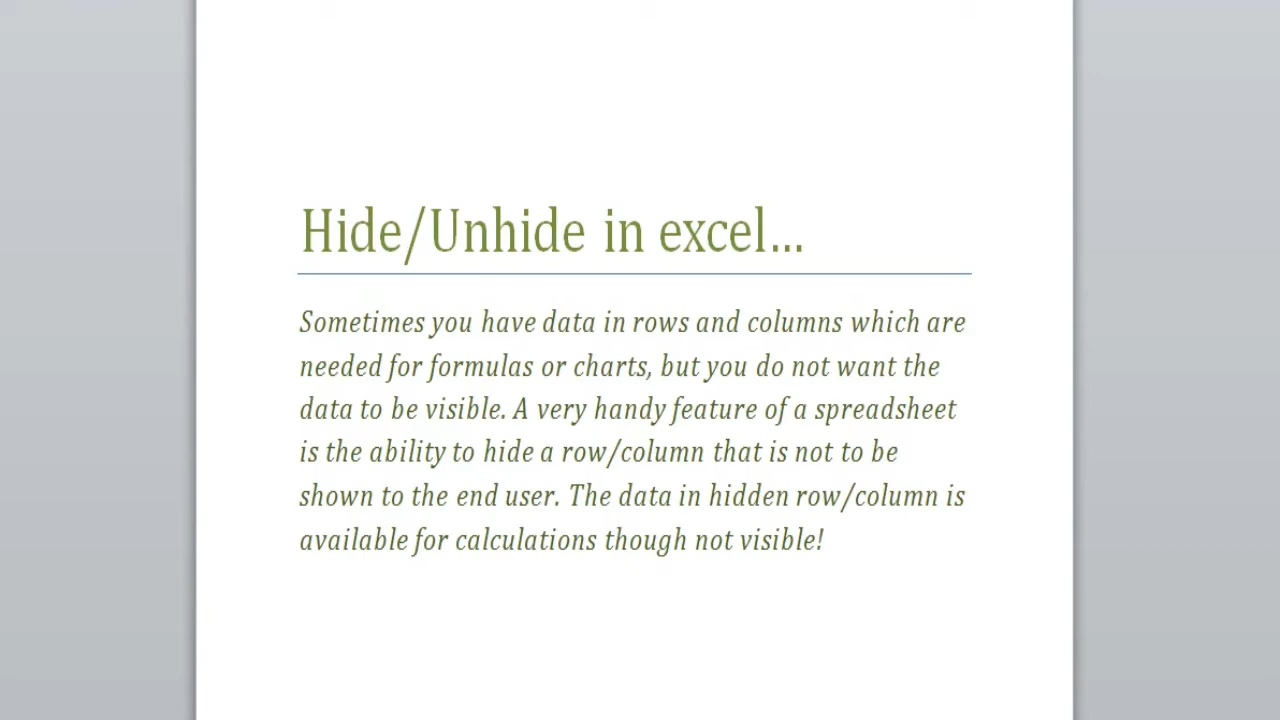 Hide/Unhide in excel...
Sometimes you have data in rows and columns which are
needed for formulas or charts, but you do not want the
data to be visible. A very handy feature of a spreadsheet
is the ability to hide a row/column that is not to be
shown to the end user. The data in hidden row/column is
available for calculations though not visible!